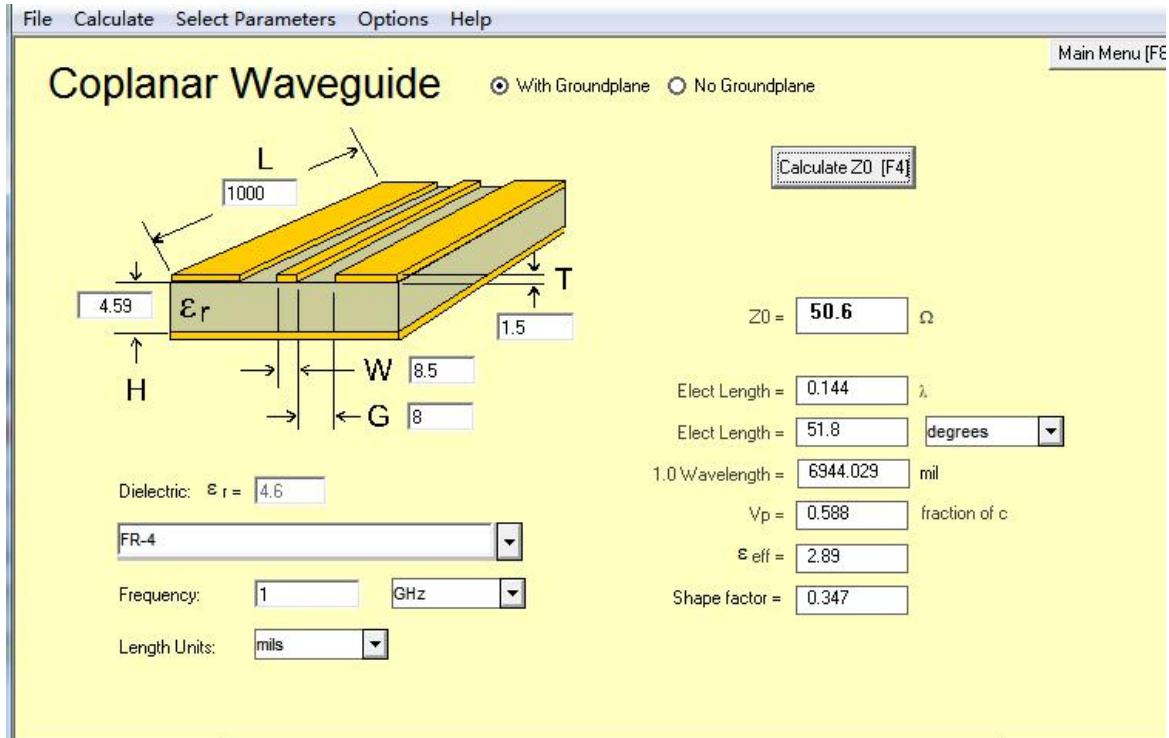 File Calculate Select Parameters Options Help
Main Menu [F8
Coplanar Waveguide
With Groundplane No Groundplane
L
1000
Calculate Z0 [F4]
T
4.59
εr
1.5
Z0 = 50.6 Ω
H
W 8.5
G 8
Elect Length = 0.144 λ
Elect Length = 51.8 degrees
1.0 Wavelength = 6944.029 mil
Dielectric: εr = 4.6
Vp = 0.588 fraction of c
FR-4
ε eff = 2.89
Frequency: 1 GHz
Shape factor = 0.347
Length Units: mils